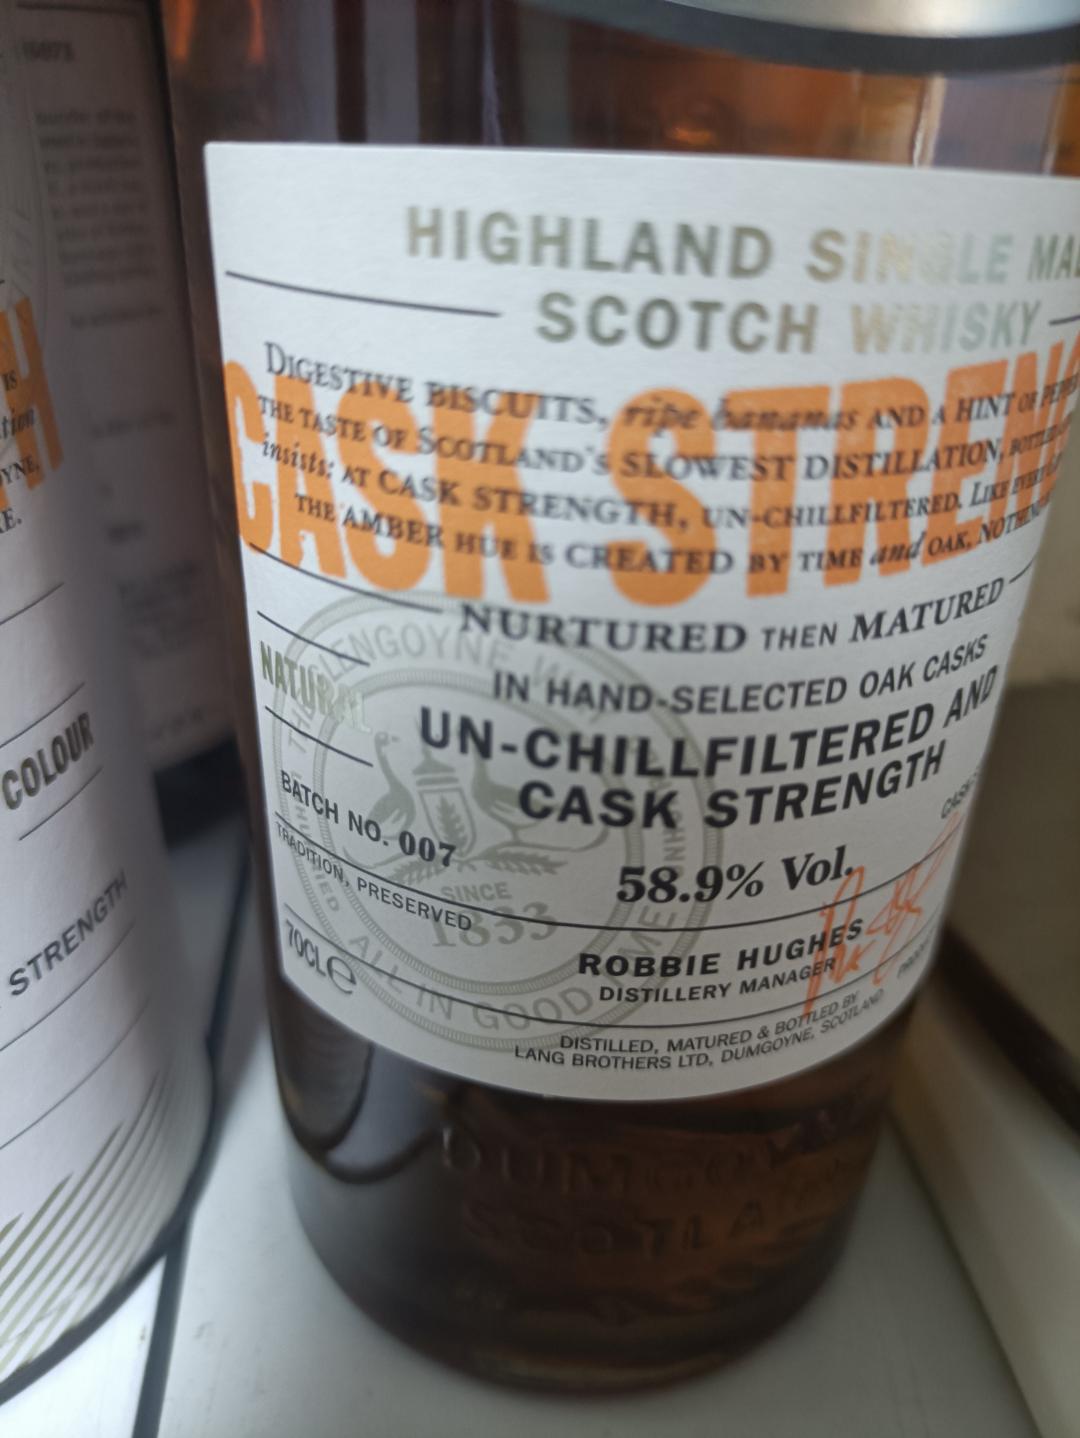 HIGHLAND SINGLE
SCOTCH WHISKY
CASK
DIGESTIVE BISCUITS, ripe bananas AND A HINT OF
THE TASTE OF SCOTLAND'S SLOWEST DISTILLATION,
insists: AT CASK STRENGTH, UN-CHILLFILTERED. LIKE
THE AMBER HUE IS CREATED BY TIME and OAK,
NURTURED THEN MATURED
IN HAND-SELECTED OAK CASKS
UN-CHILLFILTERED AND
CASK STRENGTH
NATURAL
BATCH NO. 007
58.9% Vol.
TRADITION, PRESERVED
SINCE
1833
ALL IN GOOD
70CL℮
ROBBIE HUGHES
DISTILLERY MANAGER
DISTILLED, MATURED & BOTTLED BY
LANG BROTHERS LTD, DUMGOYNE, SCOTLAND.
DUMGOYNE
SCOTLAND
IS
COLOUR
STRENGTH